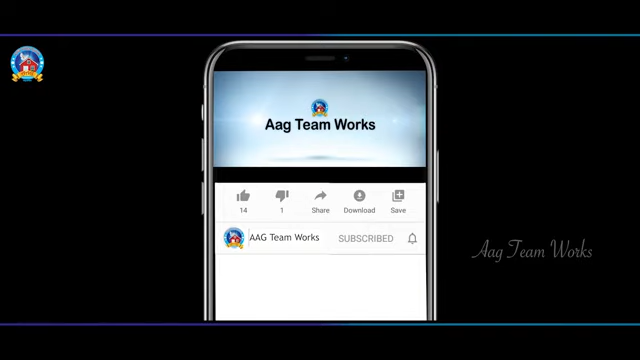 Aag Team Works
14
1
Share
Download
Save
AAG Team Works
SUBSCRIBED
Aag Team Works